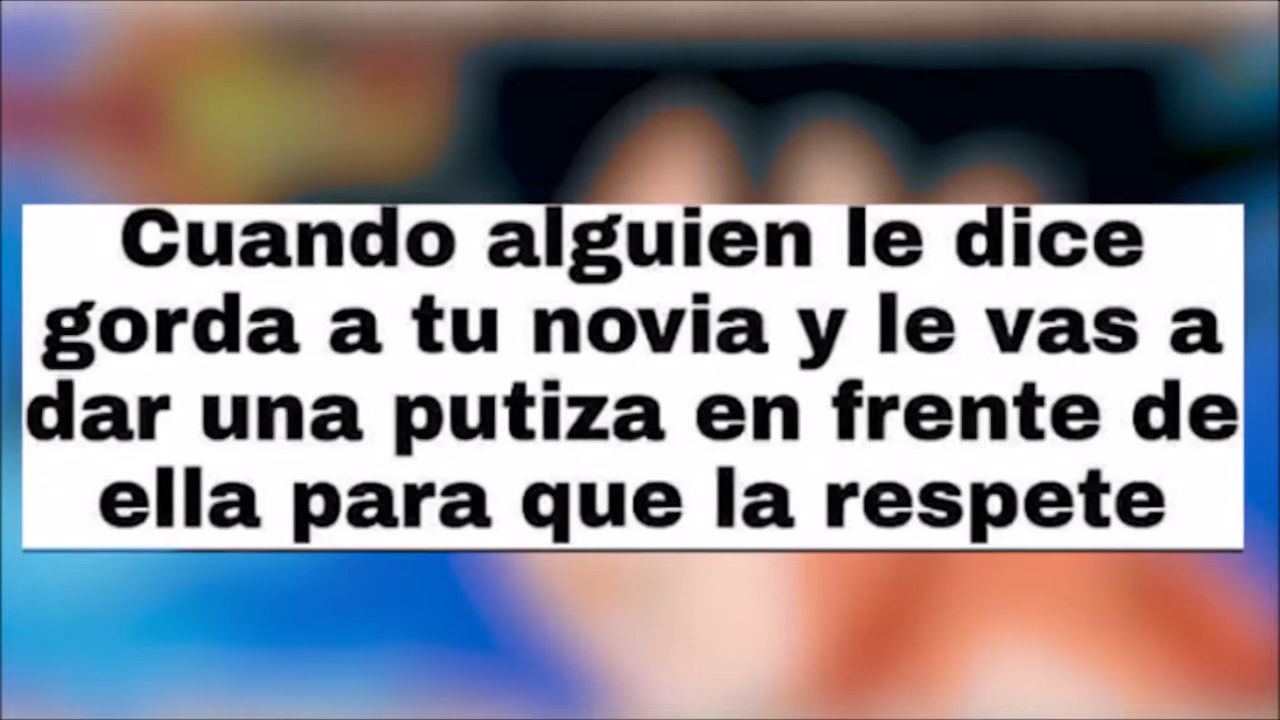 Cuando alguien le dice
gorda a tu novia y le vas a
dar una putiza en frente de
ella para que la respete